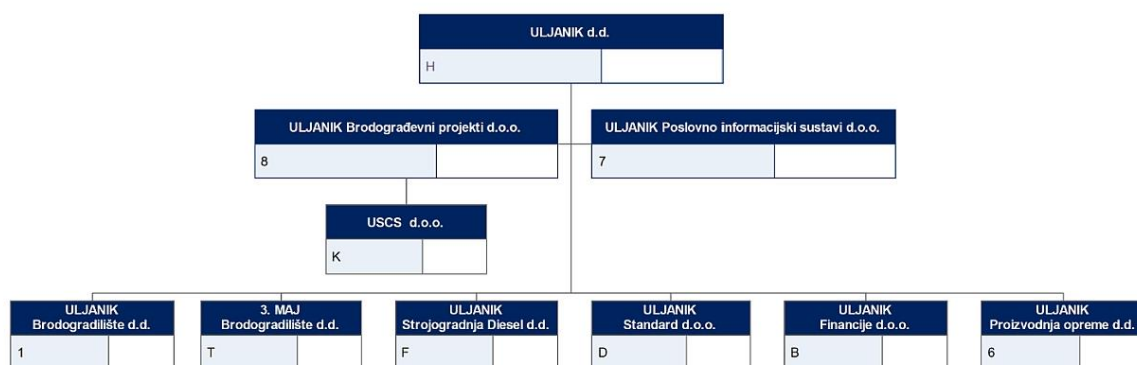 ULJANIK d.d.
H
ULJANIK Brodograđevni projekti d.o.o.
ULJANIK Poslovno informacijski sustavi d.o.o.
8
7
USCS d.o.o.
K
ULJANIK
Brodogradilište d.d.
3. MAJ
Brodogradilište d.d.
ULJANIK
Strojogradnja Diesel d.d.
ULJANIK
Standard d.o.o.
ULJANIK
Financije d.o.o.
ULJANIK
Proizvodnja opreme d.d.
1
T
F
D
B
6